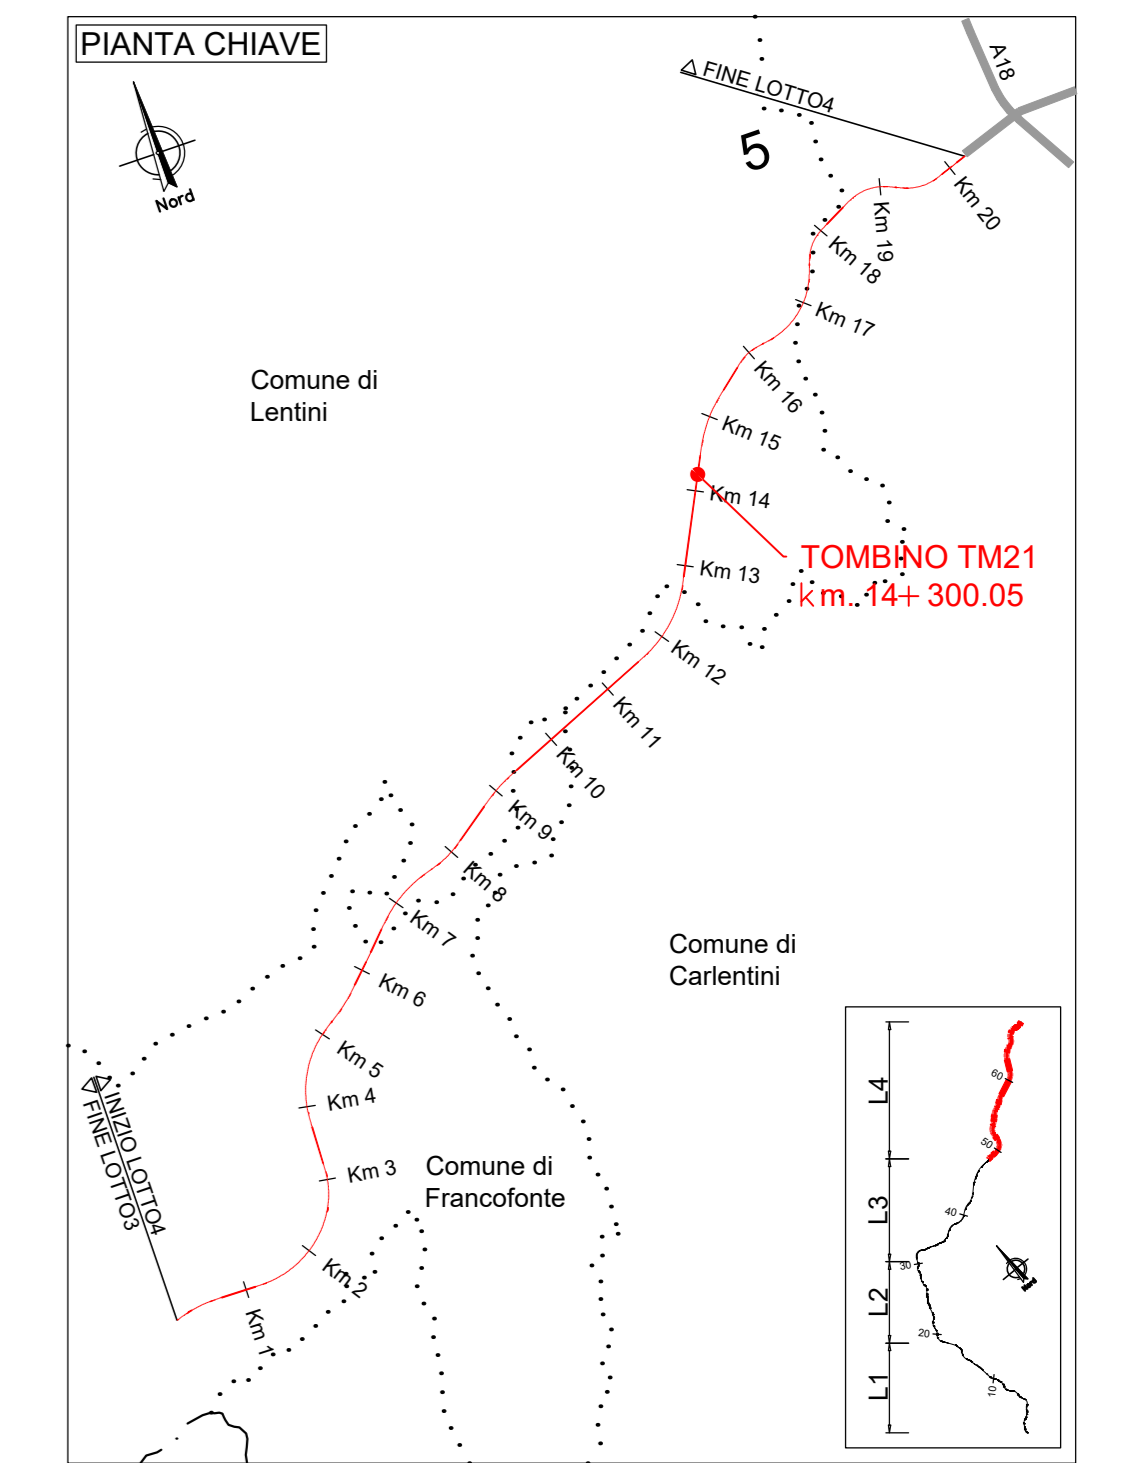 PIANTA CHIAVE
Nord
FINE LOTTO4
A18
5
Km 20
Km 19
Km 18
Km 17
Km 16
Km 15
Km 14
TOMBINO TM21
km. 14+ 300.05
Km 13
Km 12
Km 11
Km 10
Km 9
Km 8
Km 7
Km 6
Km 5
Km 4
Km 3
Km 2
Km 1
Comune di
Lentini
Comune di
Carlentini
Comune di
Francofonte
INIZIO LOTTO4
FINE LOTTO3
L4
L3
L2
L1
60
50
40
30
20
10